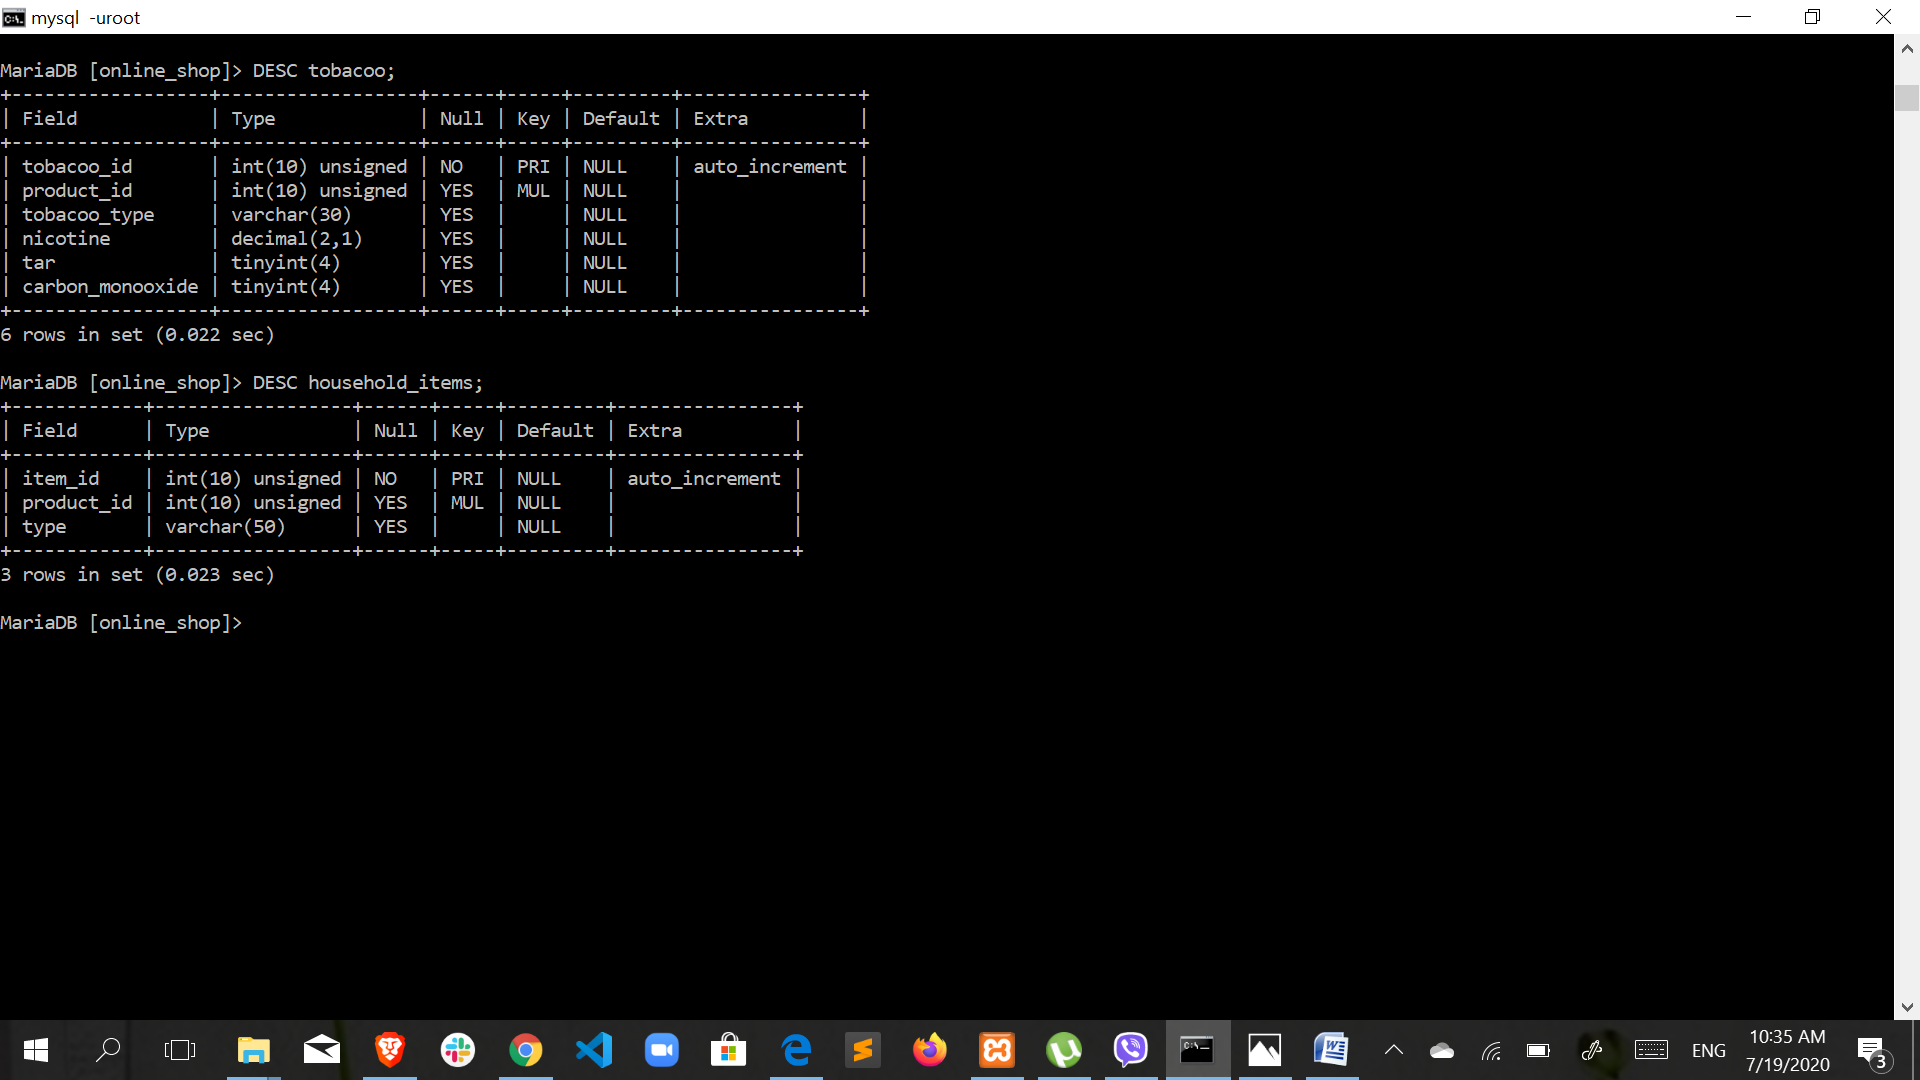 mysql  -uroot
MariaDB [online_shop]> DESC tobacoo;
+------------------+------------------+------+-----+---------+----------------+
| Field            | Type             | Null | Key | Default | Extra          |
+------------------+------------------+------+-----+---------+----------------+
| tobacoo_id       | int(10) unsigned | NO   | PRI | NULL    | auto_increment |
| product_id       | int(10) unsigned | YES  | MUL | NULL    |                |
| tobacoo_type     | varchar(30)      | YES  |     | NULL    |                |
| nicotine         | decimal(2,1)     | YES  |     | NULL    |                |
| tar              | tinyint(4)       | YES  |     | NULL    |                |
| carbon_monooxide | tinyint(4)       | YES  |     | NULL    |                |
+------------------+------------------+------+-----+---------+----------------+
6 rows in set (0.022 sec)
MariaDB [online_shop]> DESC household_items;
+------------+------------------+------+-----+---------+----------------+
| Field      | Type             | Null | Key | Default | Extra          |
+------------+------------------+------+-----+---------+----------------+
| item_id    | int(10) unsigned | NO   | PRI | NULL    | auto_increment |
| product_id | int(10) unsigned | YES  | MUL | NULL    |                |
| type       | varchar(50)      | YES  |     | NULL    |                |
+------------+------------------+------+-----+---------+----------------+
3 rows in set (0.023 sec)
MariaDB [online_shop]>
ENG
10:35 AM
7/19/2020
3